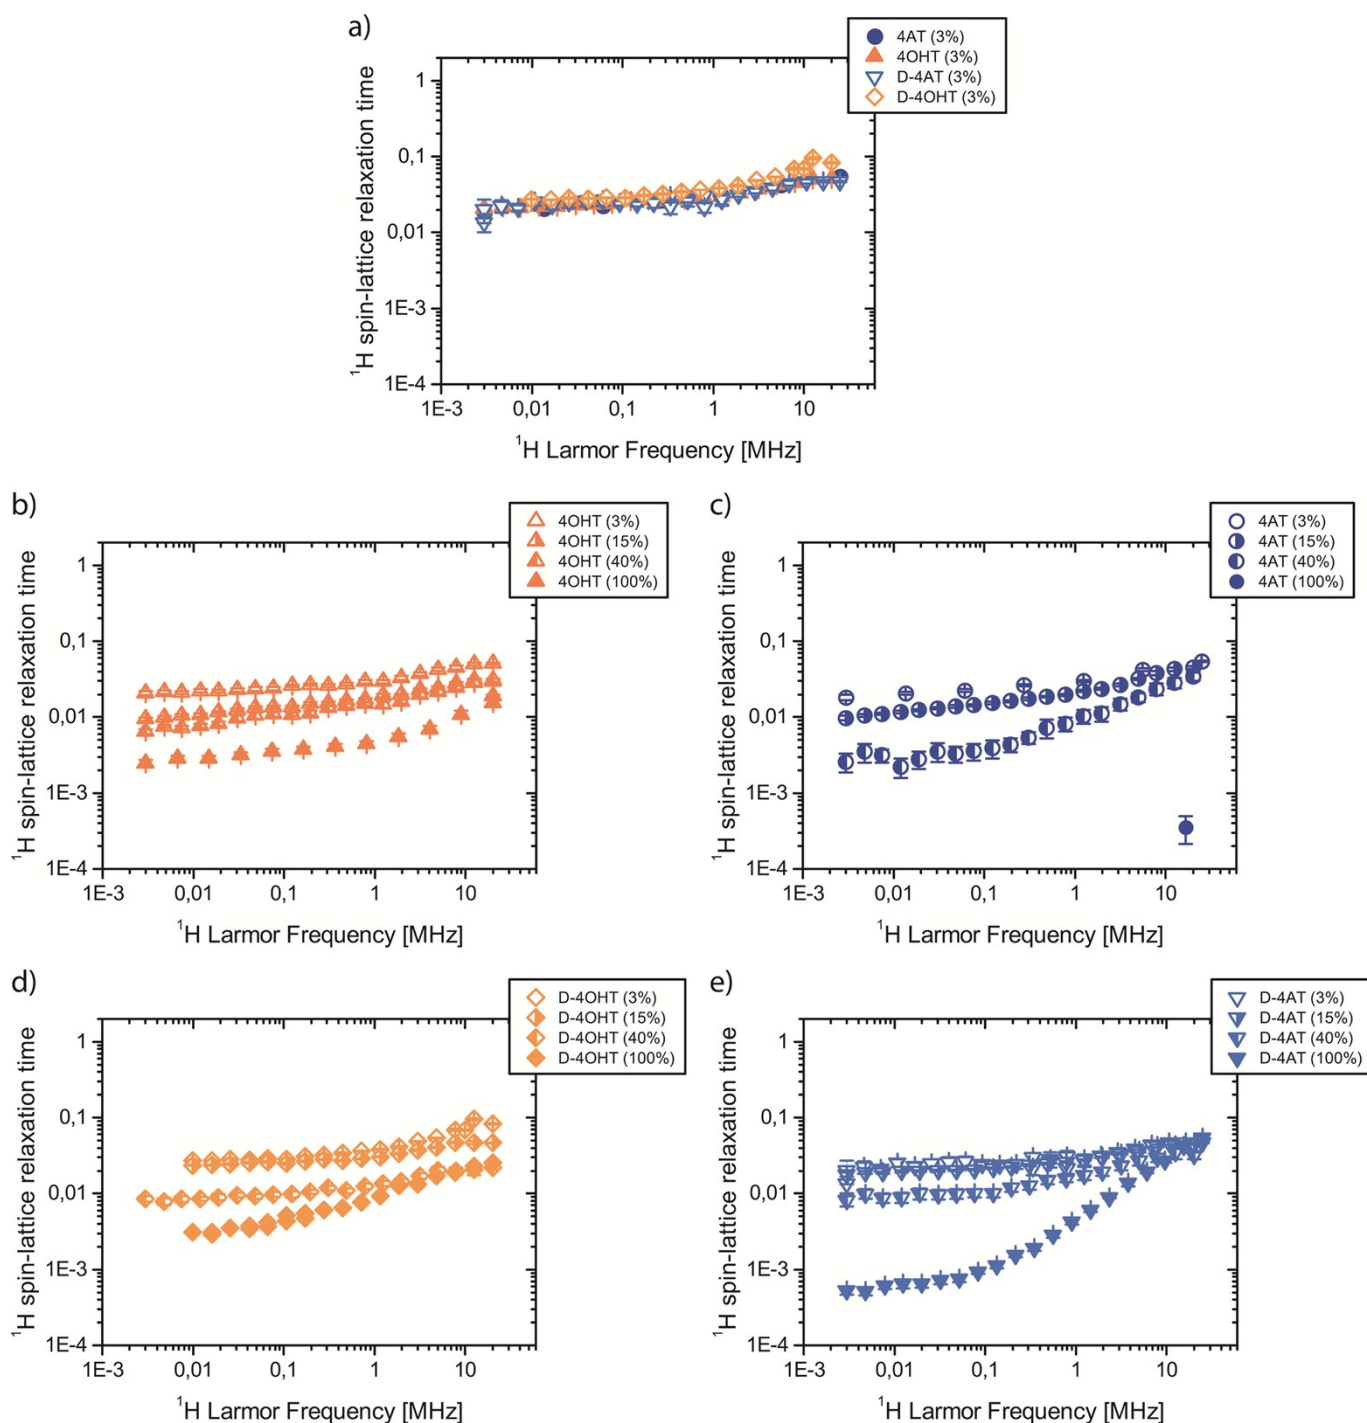 a)
4AT (3%)
4OHT (3%)
D-4AT (3%)
D-4OHT (3%)
¹H spin-lattice relaxation time
1
0,1
0,01
1E-3
1E-4
1E-3 0,01 0,1 1 10
¹H Larmor Frequency [MHz]
b)
4OHT (3%)
4OHT (15%)
4OHT (40%)
4OHT (100%)
¹H spin-lattice relaxation time
1
0,1
0,01
1E-3
1E-4
1E-3 0,01 0,1 1 10
¹H Larmor Frequency [MHz]
c)
4AT (3%)
4AT (15%)
4AT (40%)
4AT (100%)
¹H spin-lattice relaxation time
1
0,1
0,01
1E-3
1E-4
1E-3 0,01 0,1 1 10
¹H Larmor Frequency [MHz]
d)
D-4OHT (3%)
D-4OHT (15%)
D-4OHT (40%)
D-4OHT (100%)
¹H spin-lattice relaxation time
1
0,1
0,01
1E-3
1E-4
1E-3 0,01 0,1 1 10
¹H Larmor Frequency [MHz]
e)
D-4AT (3%)
D-4AT (15%)
D-4AT (40%)
D-4AT (100%)
¹H spin-lattice relaxation time
1
0,1
0,01
1E-3
1E-4
1E-3 0,01 0,1 1 10
¹H Larmor Frequency [MHz]